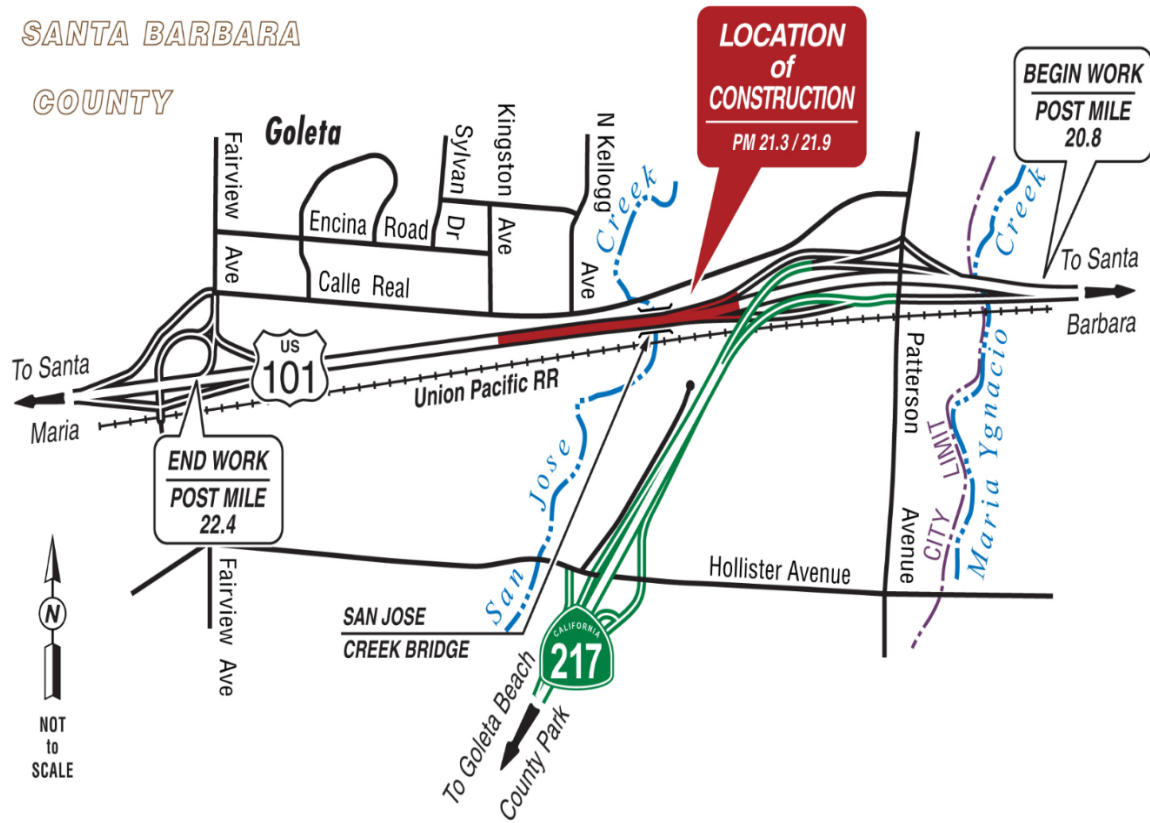 SANTA BARBARA
COUNTY
LOCATION
of
CONSTRUCTION
PM 21.3 / 21.9
BEGIN WORK
POST MILE
20.8
Goleta
Fairview
Ave
Sylvan
Dr
Kingston
Ave
N Kellogg
Ave
Creek
Creek
Encina Road
Calle Real
To Santa
Barbara
US
101
Union Pacific RR
To Santa
Maria
END WORK
POST MILE
22.4
Patterson
Avenue
CITY LIMIT
Maria Ygnacio
San Jose
Hollister Avenue
Fairview Ave
N
NOT
to
SCALE
SAN JOSE
CREEK BRIDGE
CALIFORNIA
217
To Goleta Beach
County Park